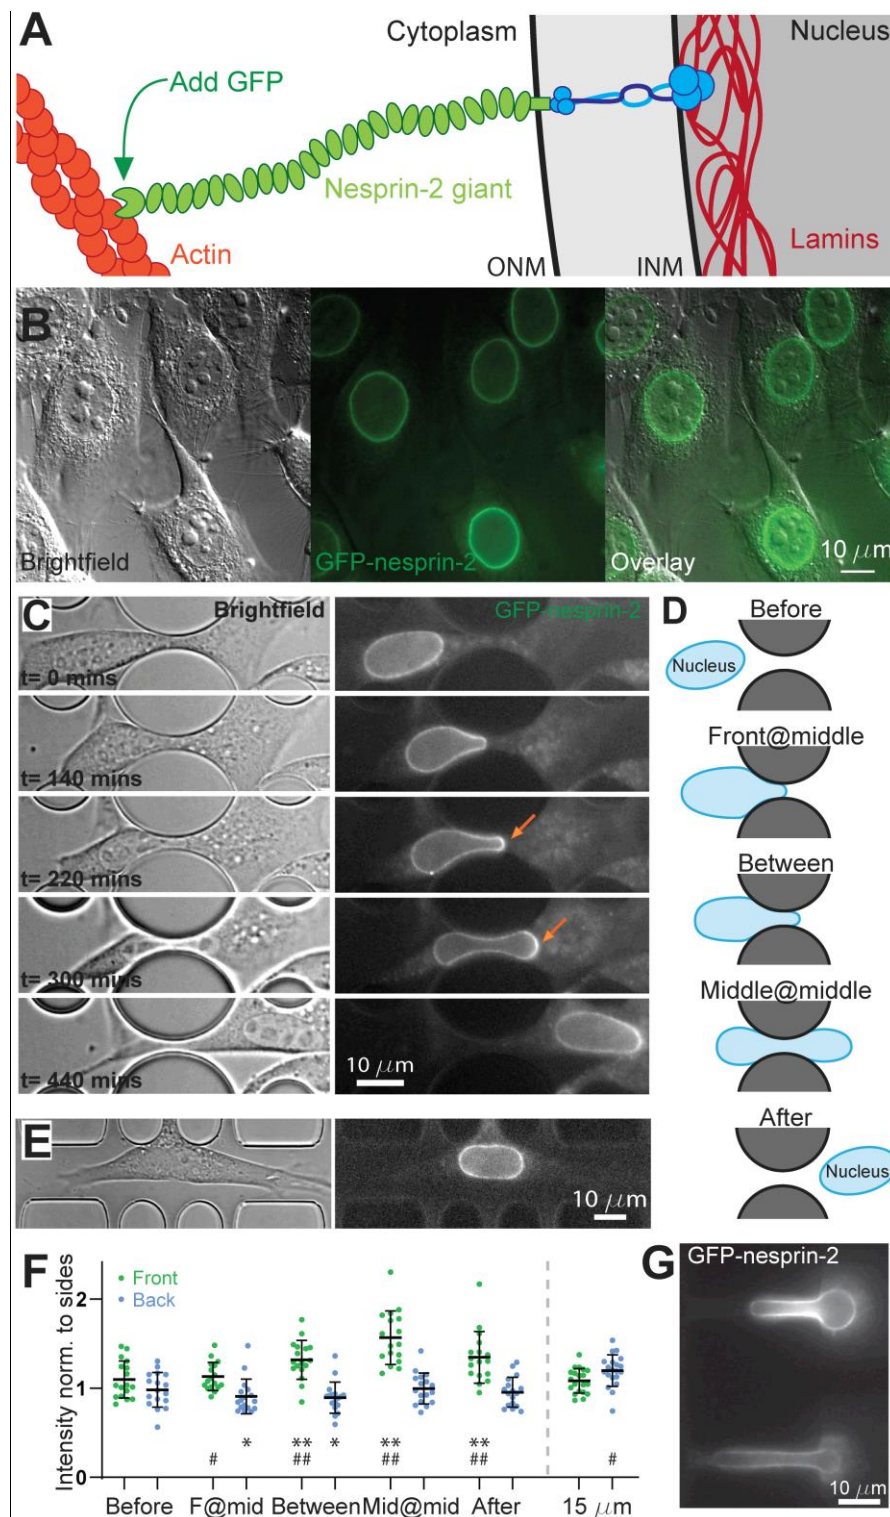 A
Cytoplasm
Nucleus
Add GFP
Nesprin-2 giant
Actin
ONM
INM
Lamins
B
Brightfield
GFP-nesprin-2
Overlay
10 μm
C
Brightfield
GFP-nesprin-2
t= 0 mins
t= 140 mins
t= 220 mins
t= 300 mins
t= 440 mins
10 μm
D
Before
Nucleus
Front@middle
Between
Middle@middle
After
Nucleus
E
10 μm
F
Front
Back
Intensity norm. to sides
2
1
0
* ** * ** **
# ## ## ## #
Before F@mid Between Mid@mid After 15 μm
G
GFP-nesprin-2
10 μm